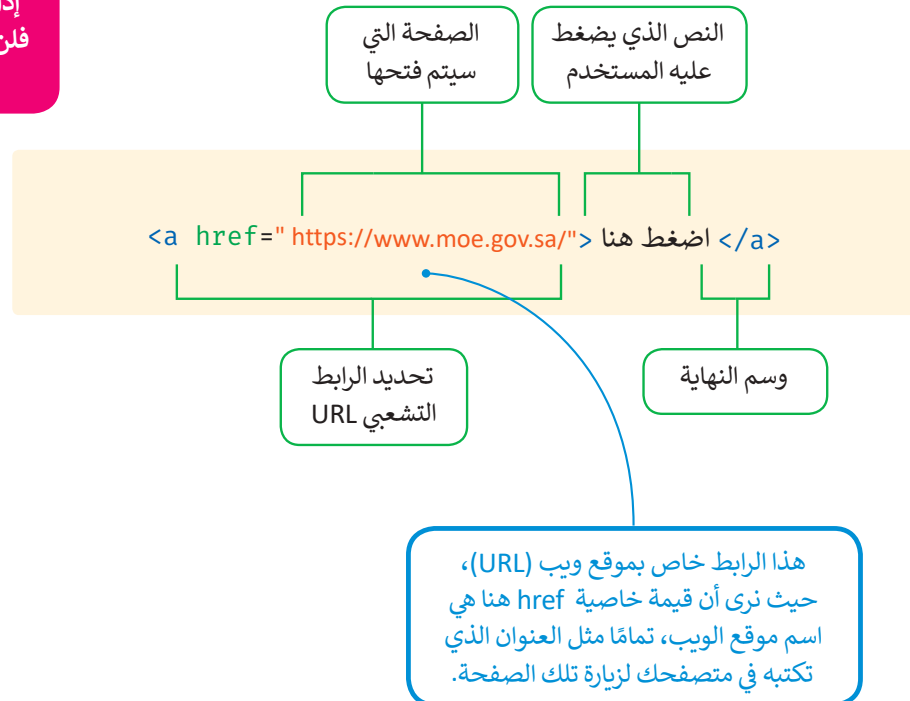 إذا
فلن
النص الذي يضغط
عليه المستخدم
الصفحة التي
سيتم فتحها
<a href=" https://www.moe.gov.sa/"> اضغط هنا </a>
وسم النهاية
تحديد الرابط
التشعبي URL
هذا الرابط خاص بموقع ويب (URL)،
حيث نرى أن قيمة خاصية href هنا هي
اسم موقع الويب، تمامًا مثل العنوان الذي
تكتبه في متصفحك لزيارة تلك الصفحة.